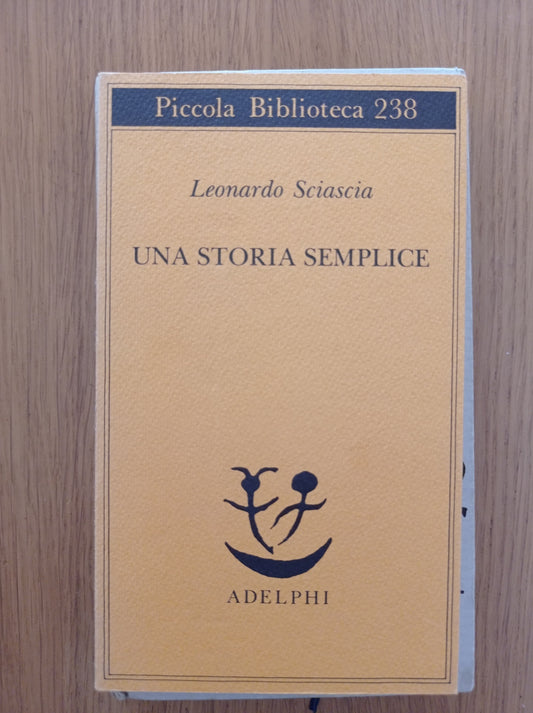 Piccola Biblioteca 238
Leonardo Sciascia
UNA STORIA SEMPLICE
ADELPHI